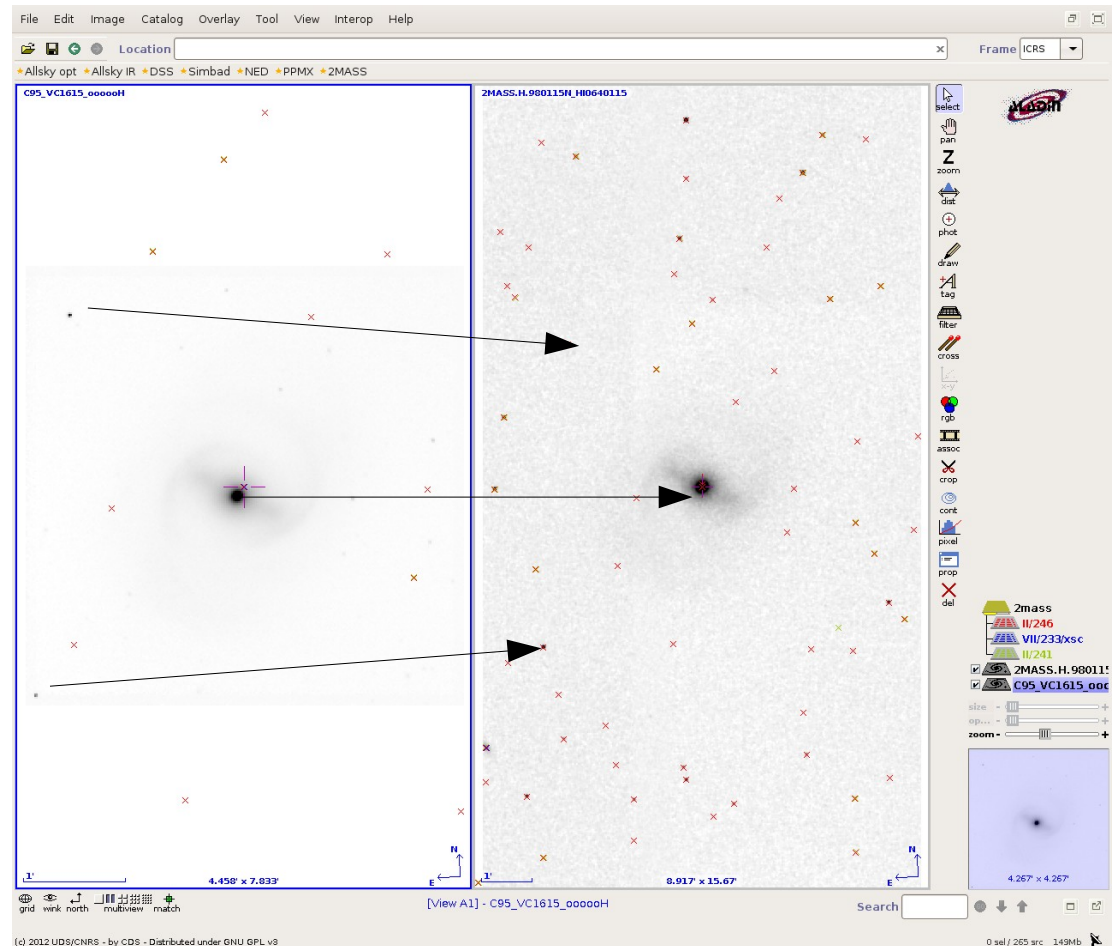 File Edit Image Catalog Overlay Tool View Interop Help
Location Frame ICRS
Allsky opt Allsky IR DSS Simbad NED PPMX 2MASS
C95_VC1615_oooooH
2MASS.H.980115N_HI0640115
select
pan
Z
zoom
dist
phot
draw
tag
filter
cross
x-y
rgb
assoc
crop
cont
pixel
prop
del
2mass
II/246
VII/233/xsc
II/241
2MASS.H.98011
C95_VC1615_ooc
size - +
op... - +
zoom - +
1' 4.458' x 7.833' N E
1' 8.917' x 15.67' N E
4.267' x 4.267'
grid wink north multiview match
[View A1] - C95_VC1615_oooooH
Search
(c) 2012 UDS/CNRS - by CDS - Distributed under GNU GPL v3
0 sel / 265 src 149Mb